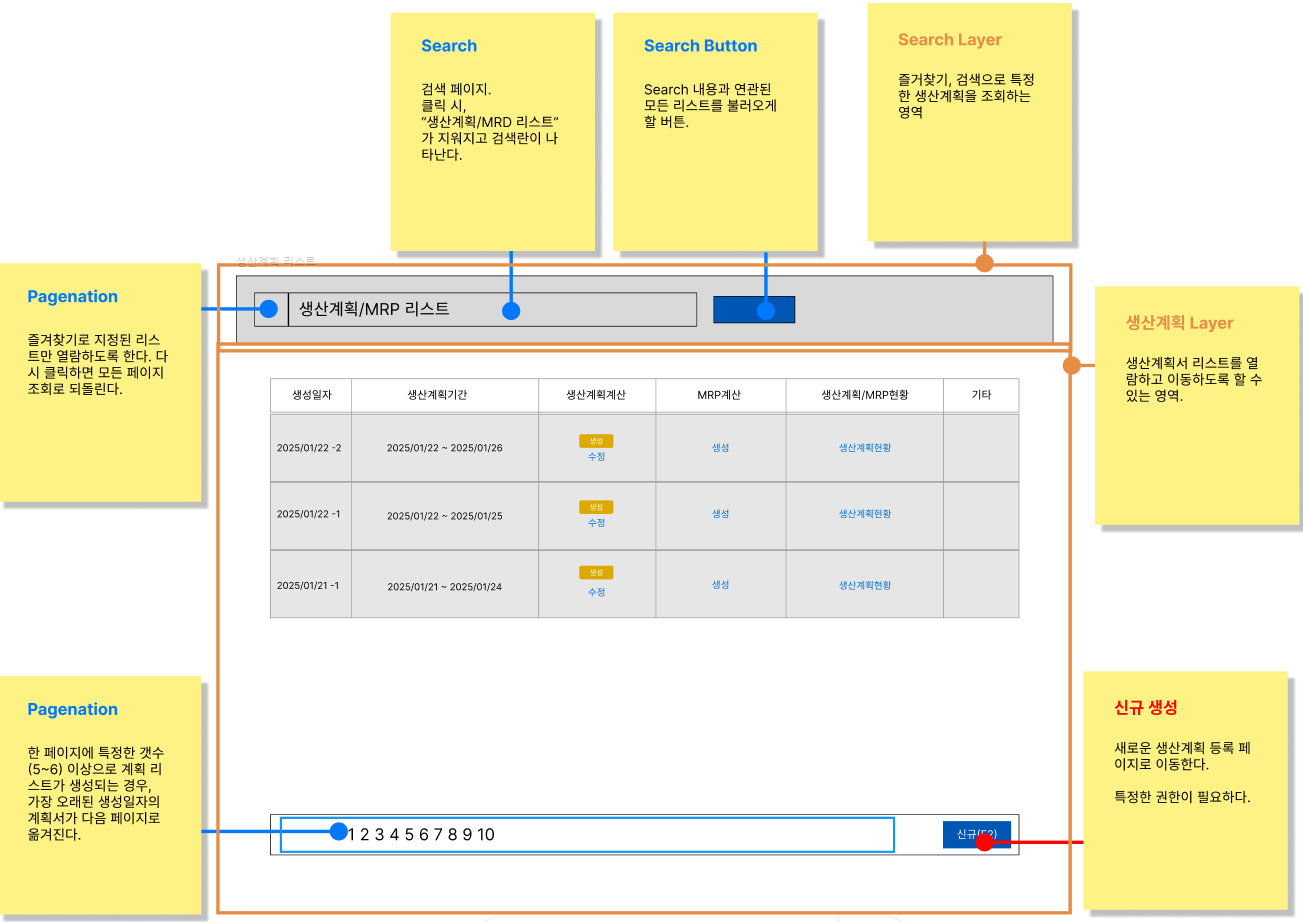 Search
검색 페이지.
클릭 시,
“생산계획/MRD 리스트”
가 지워지고 검색란이 나
타난다.
Search Button
Search 내용과 연관된
모든 리스트를 불러오게
할 버튼.
Search Layer
즐거찾기, 검색으로 특정
한 생산계획을 조회하는
영역
Pagenation
즐겨찾기로 지정된 리스
트만 열람하도록 한다. 다
시 클릭하면 모든 페이지
조회로 되돌린다.
생산계획 리스트
생산계획/MRP 리스트
생산계획 Layer
생산계획서 리스트를 열
람하고 이동하도록 할 수
있는 영역.
생성일자 생산계획기간 생산계획계산 MRP계산 생산계획/MRP현황 기타
2025/01/22 -2 2025/01/22 ~ 2025/01/26 생성 수정 생성 생산계획현황
2025/01/22 -1 2025/01/22 ~ 2025/01/25 생성 수정 생성 생산계획현황
2025/01/21 -1 2025/01/21 ~ 2025/01/24 생성 수정 생성 생산계획현황
Pagenation
한 페이지에 특정한 갯수
(5~6) 이상으로 계획 리
스트가 생성되는 경우,
가장 오래된 생성일자의
계획서가 다음 페이지로
옮겨진다.
1 2 3 4 5 6 7 8 9 10
신규(F2)
신규 생성
새로운 생산계획 등록 페
이지로 이동한다.
특정한 권한이 필요하다.